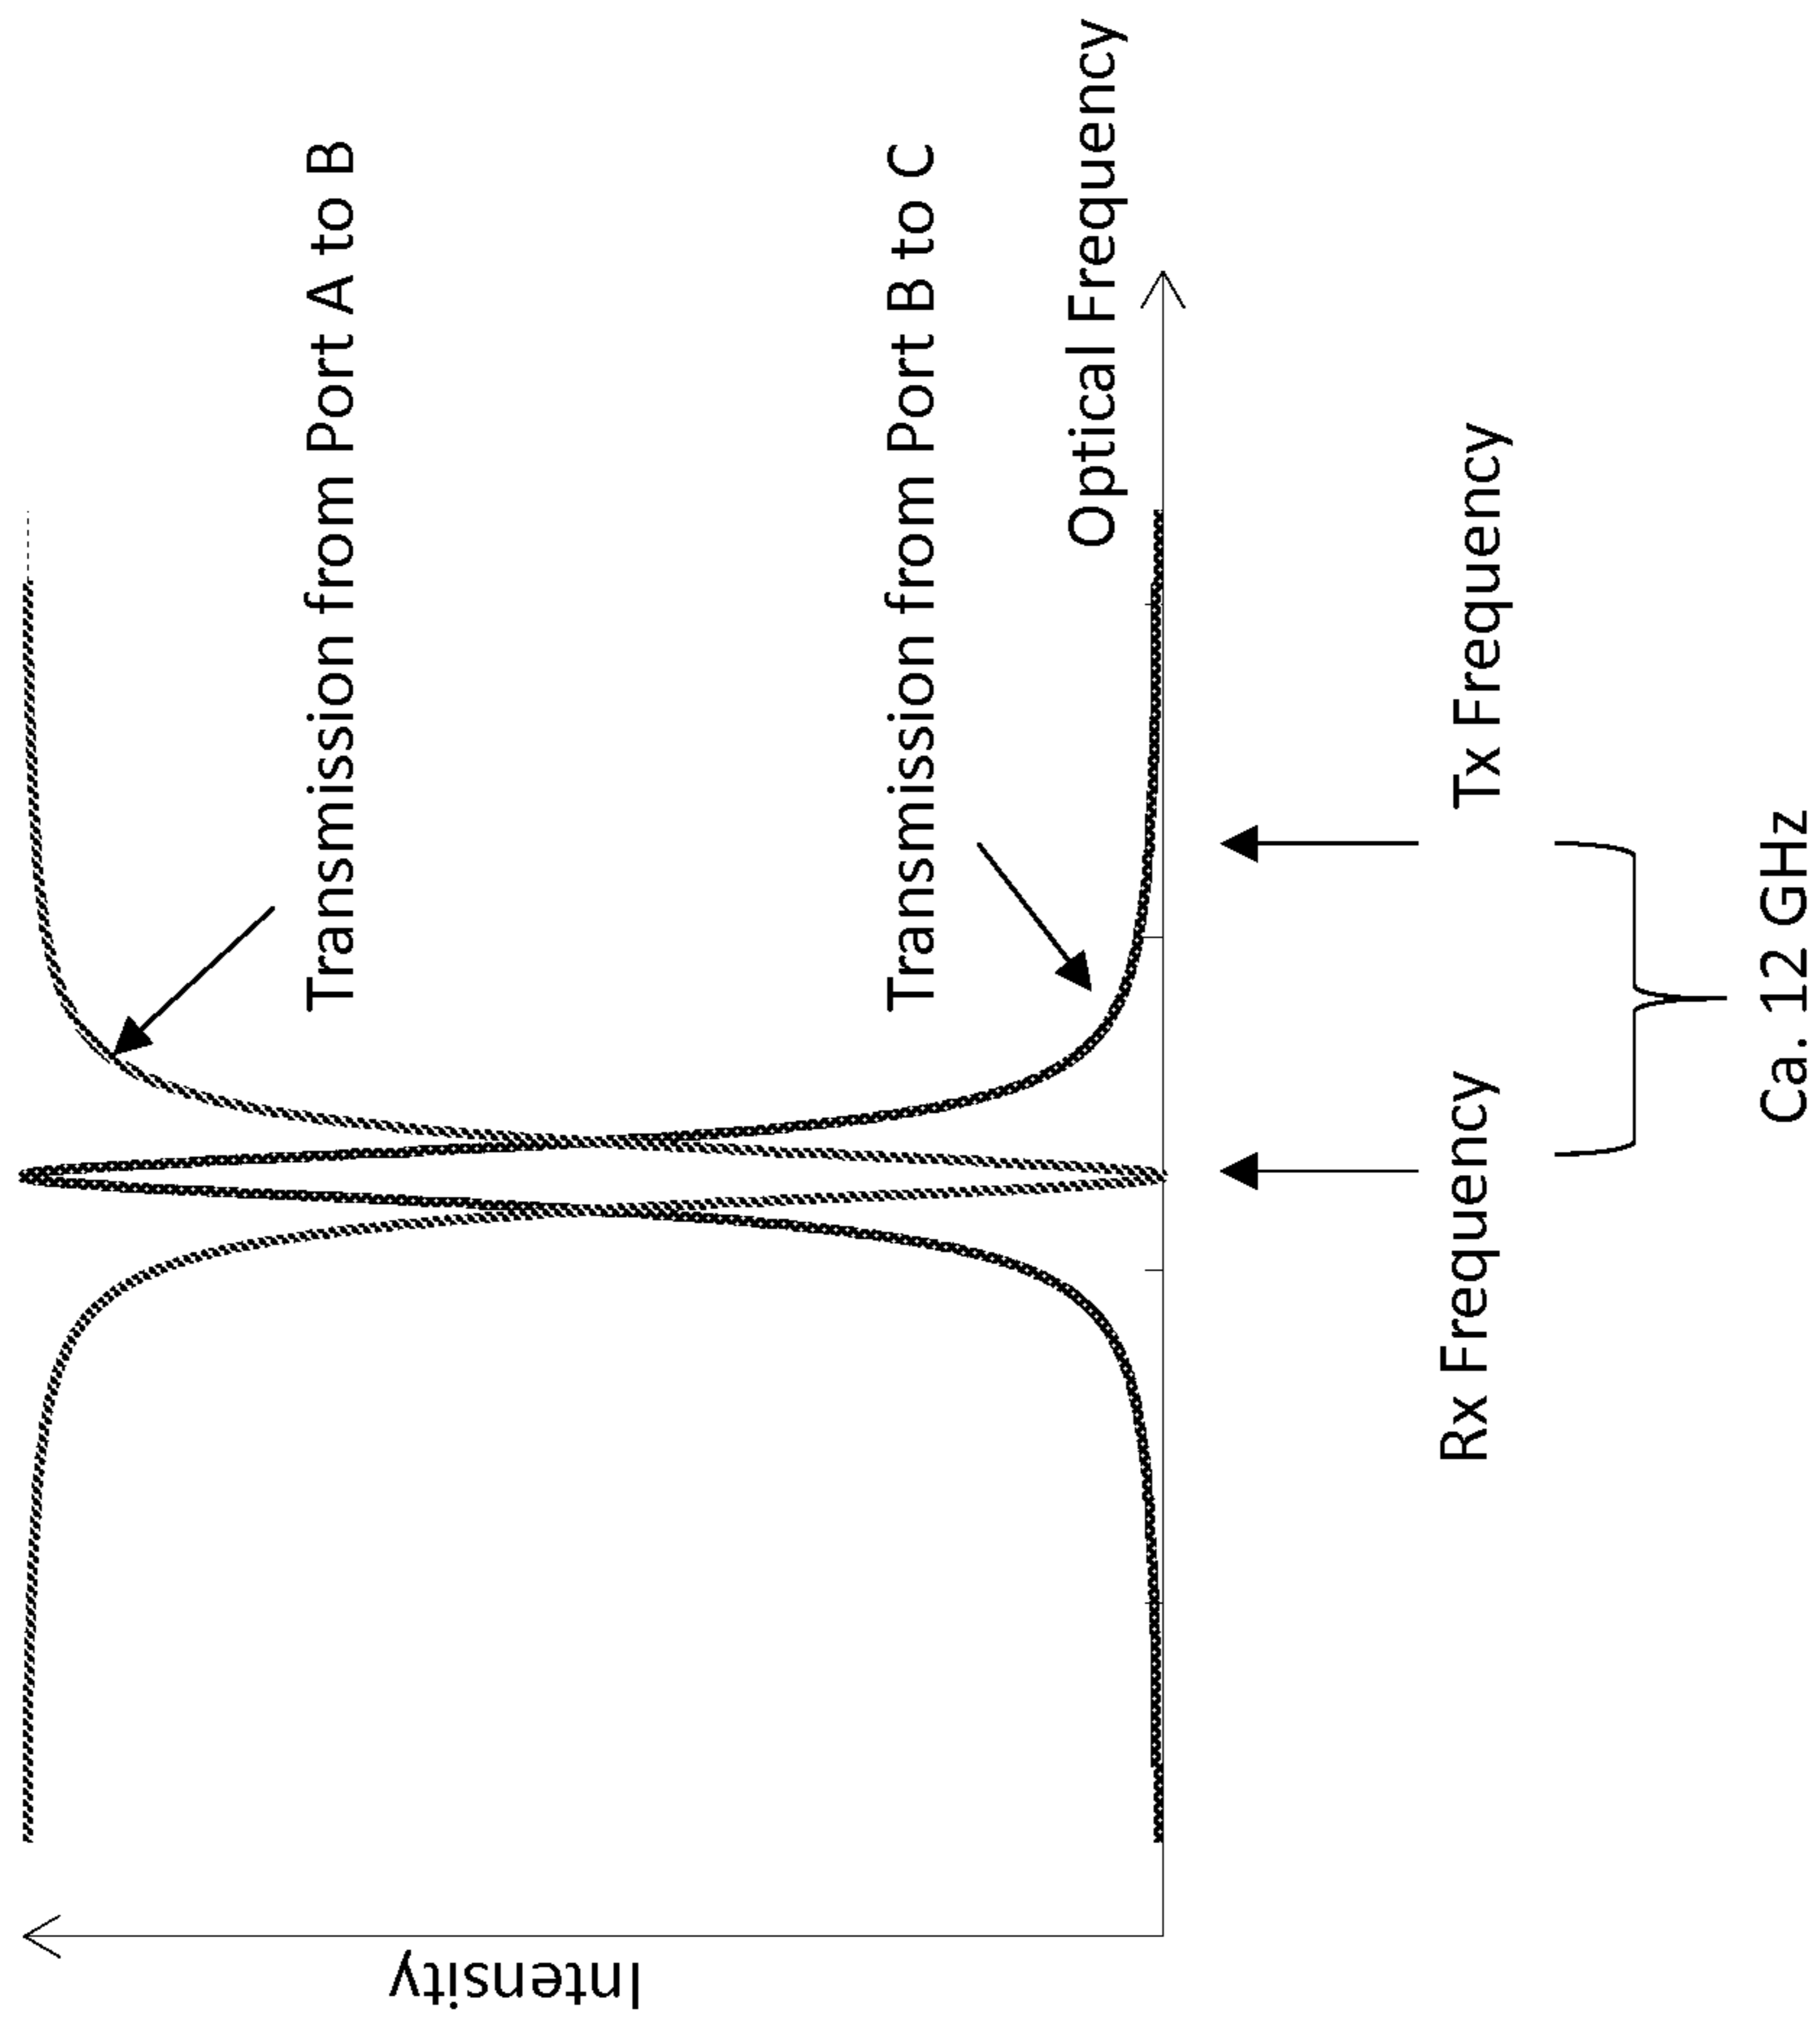 Intensity
Transmission from Port A to B
Transmission from Port B to C
Optical Frequency
Rx Frequency
Tx Frequency
Ca. 12 GHz